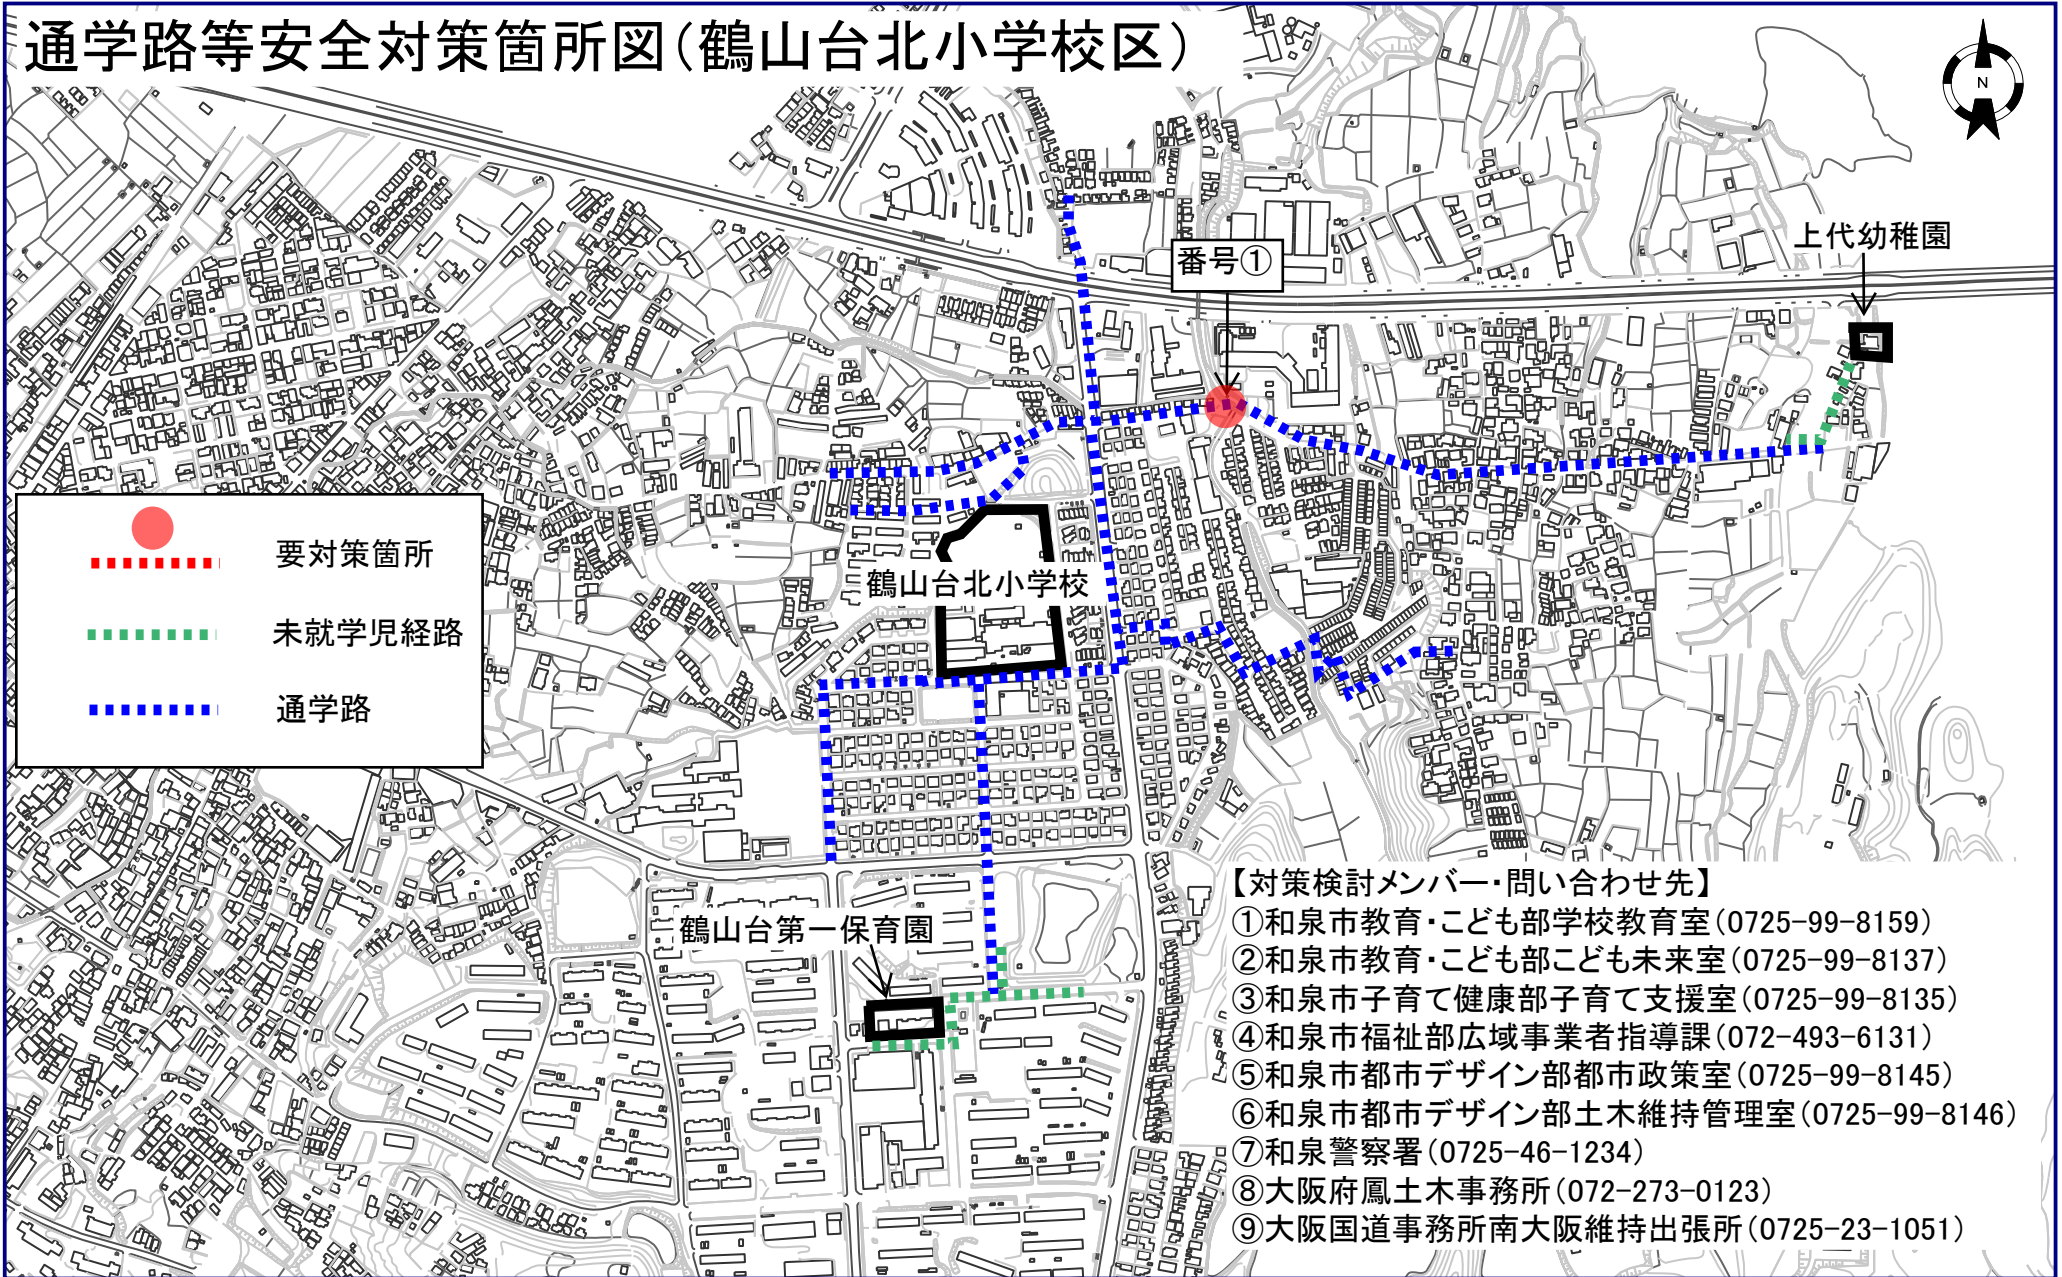 通学路等安全対策箇所図(鶴山台北小学校区)
N
番号①
上代幼稚園
要対策箇所
未就学児経路
通学路
鶴山台北小学校
鶴山台第一保育園
【対策検討メンバー・問い合わせ先】
①和泉市教育・こども部学校教育室(0725-99-8159)
②和泉市教育・こども部こども未来室(0725-99-8137)
③和泉市子育て健康部子育て支援室(0725-99-8135)
④和泉市福祉部広域事業者指導課(072-493-6131)
⑤和泉市都市デザイン部都市政策室(0725-99-8145)
⑥和泉市都市デザイン部土木維持管理室(0725-99-8146)
⑦和泉警察署(0725-46-1234)
⑧大阪府鳳土木事務所(072-273-0123)
⑨大阪国道事務所南大阪維持出張所(0725-23-1051)